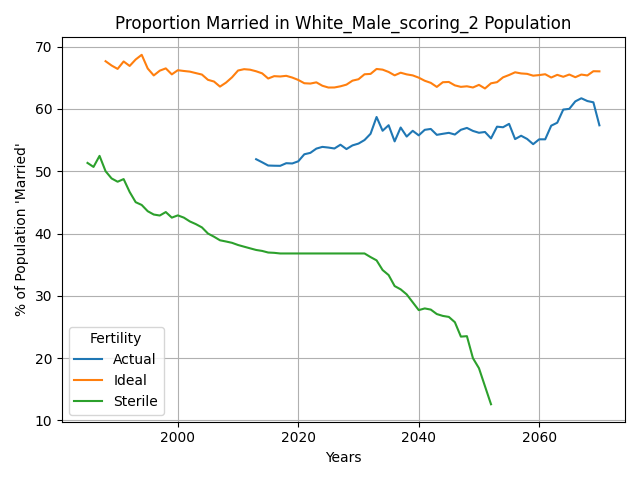 Proportion Married in White_Male_scoring_2 Population
% of Population 'Married'
70
60
50
40
30
20
10
Fertility
Actual
Ideal
Sterile
2000 2020 2040 2060
Years